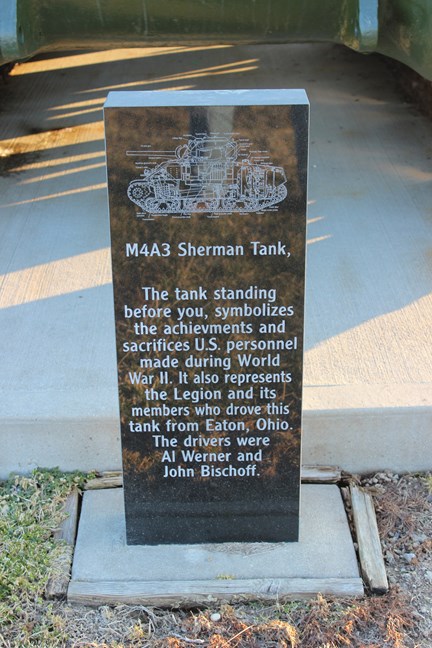 M4A3 Sherman Tank,
The tank standing
before you, symbolizes
the achievments and
sacrifices U.S. personnel
made during World
War II. It also represents
the Legion and its
members who drove this
tank from Eaton, Ohio.
The drivers were
Al Werner and
John Bischoff.